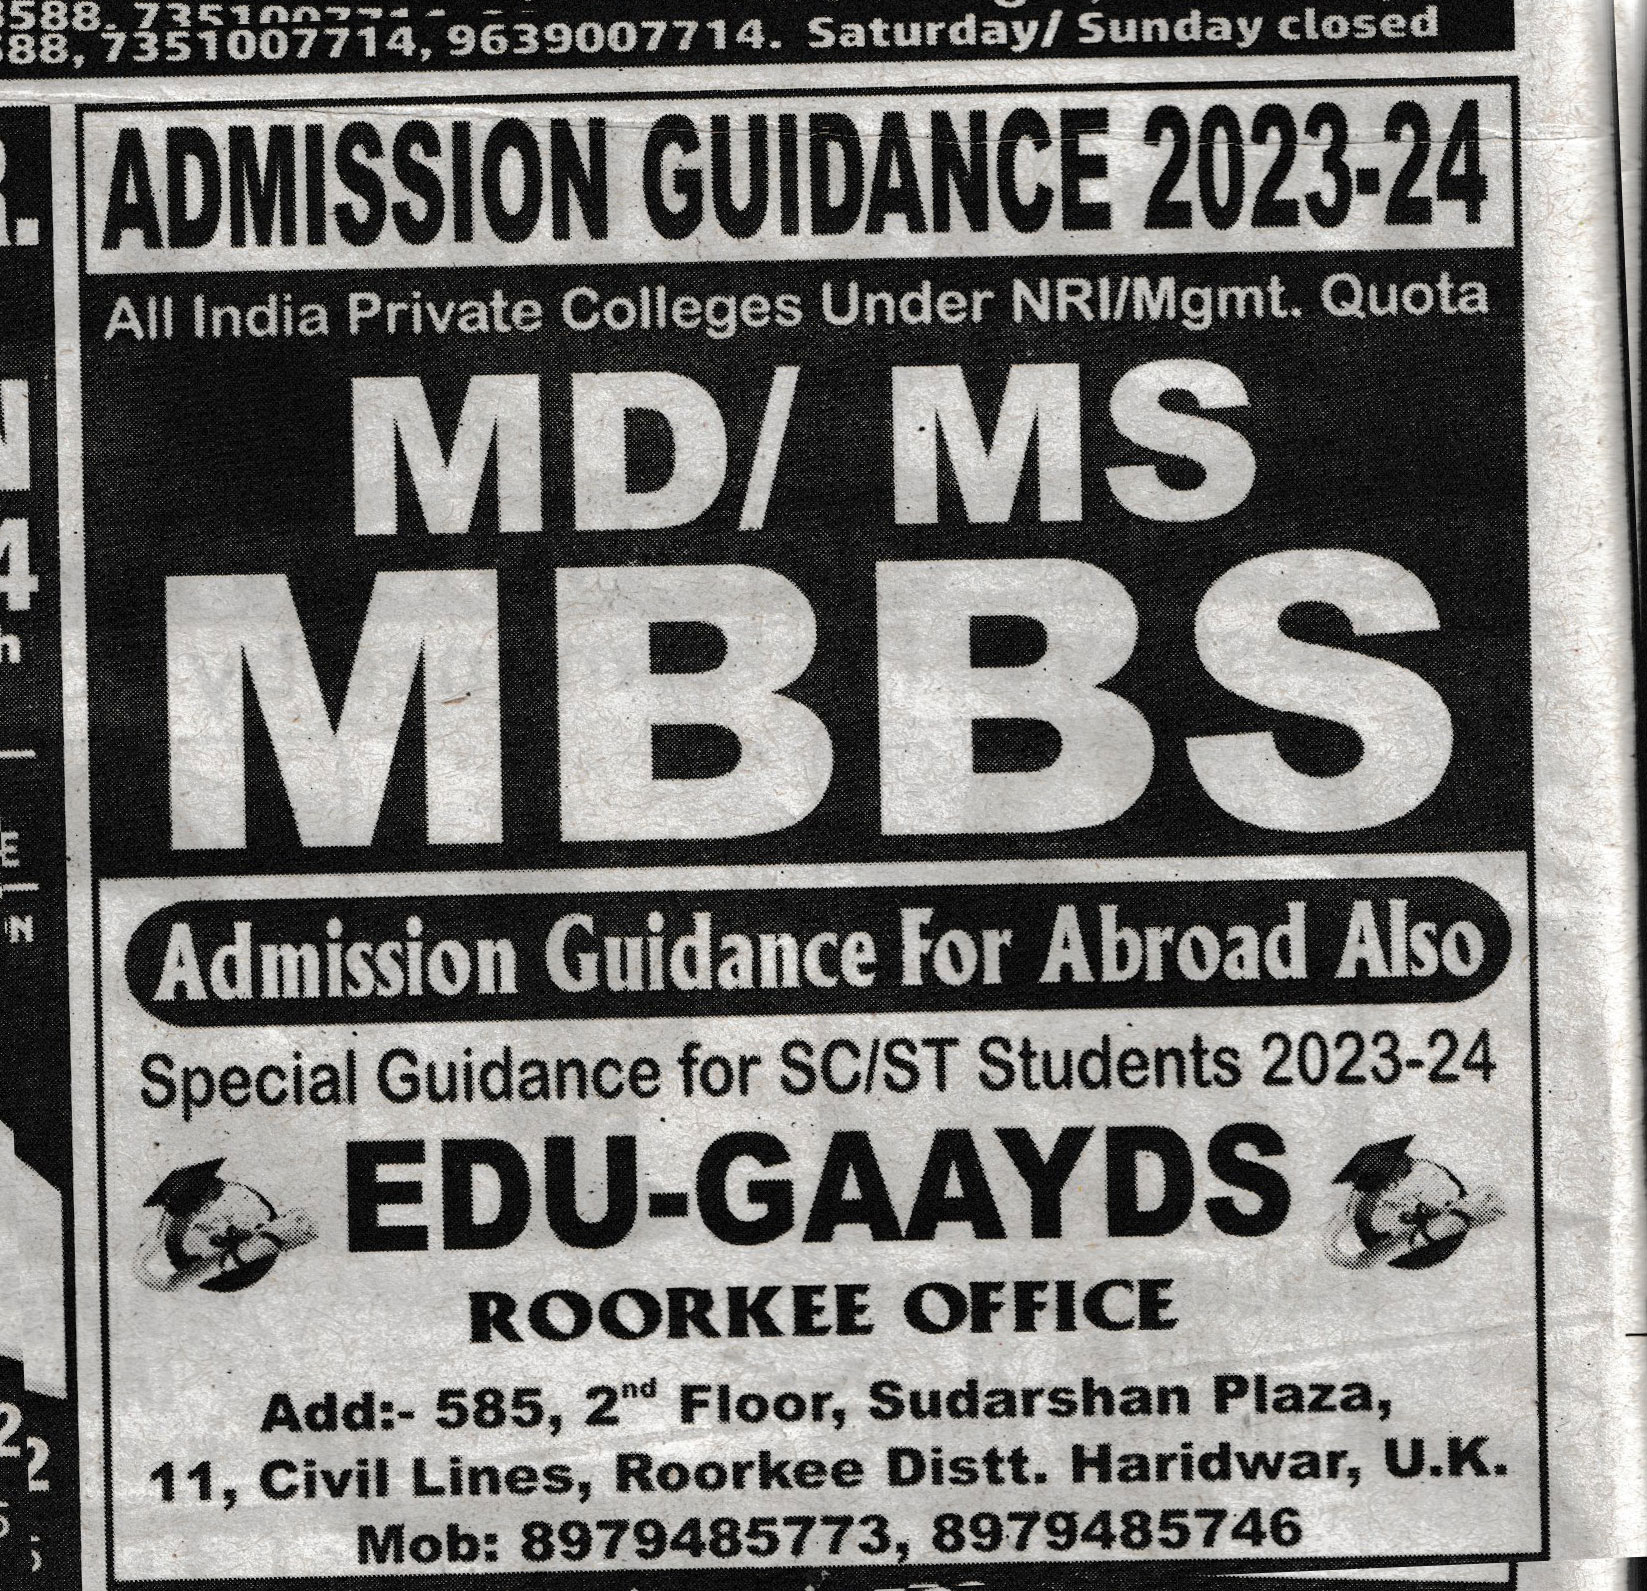 88, 7351007714, 9639007714. Saturday/ Sunday closed
ADMISSION GUIDANCE 2023-24
All India Private Colleges Under NRI/Mgmt. Quota
MD/ MS
MBBS
Admission Guidance For Abroad Also
Special Guidance for SC/ST Students 2023-24
EDU-GAAYDS
ROORKEE OFFICE
Add:- 585, 2nd Floor, Sudarshan Plaza,
11, Civil Lines, Roorkee Distt. Haridwar, U.K.
Mob: 8979485773, 8979485746